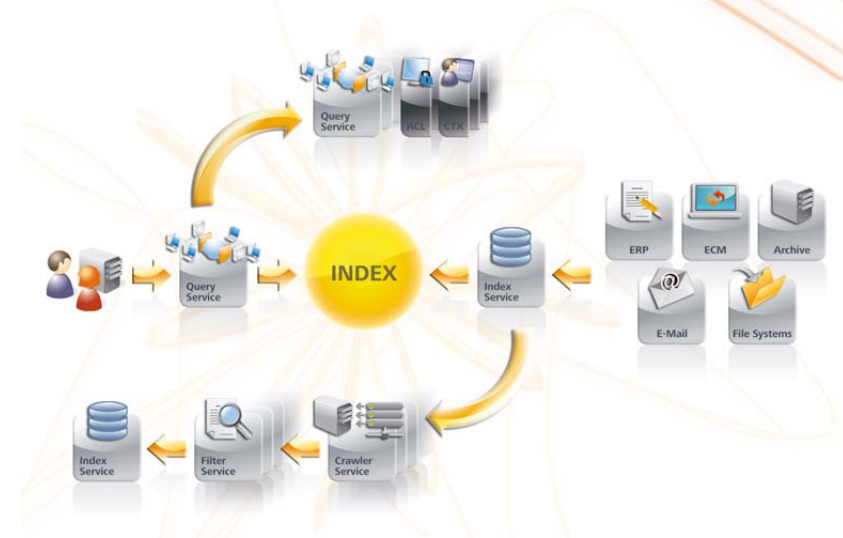 Query
Service
ACL
CTX
ERP
ECM
Archive
INDEX
Query
Service
Index
Service
E-Mail
File Systems
Index
Service
Filter
Service
Crawler
Service